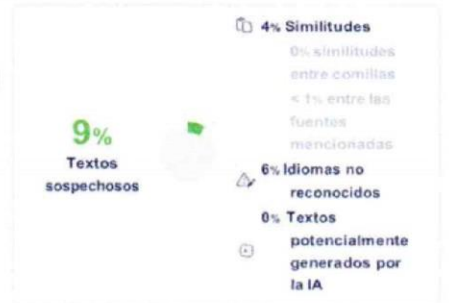 9%
Textos
sospechosos
4% Similitudes
0% similitudes
entre comillas
< 1% entre las
fuentes
mencionadas
6% Idiomas no
reconocidos
0% Textos
potencialmente
generados por
la IA